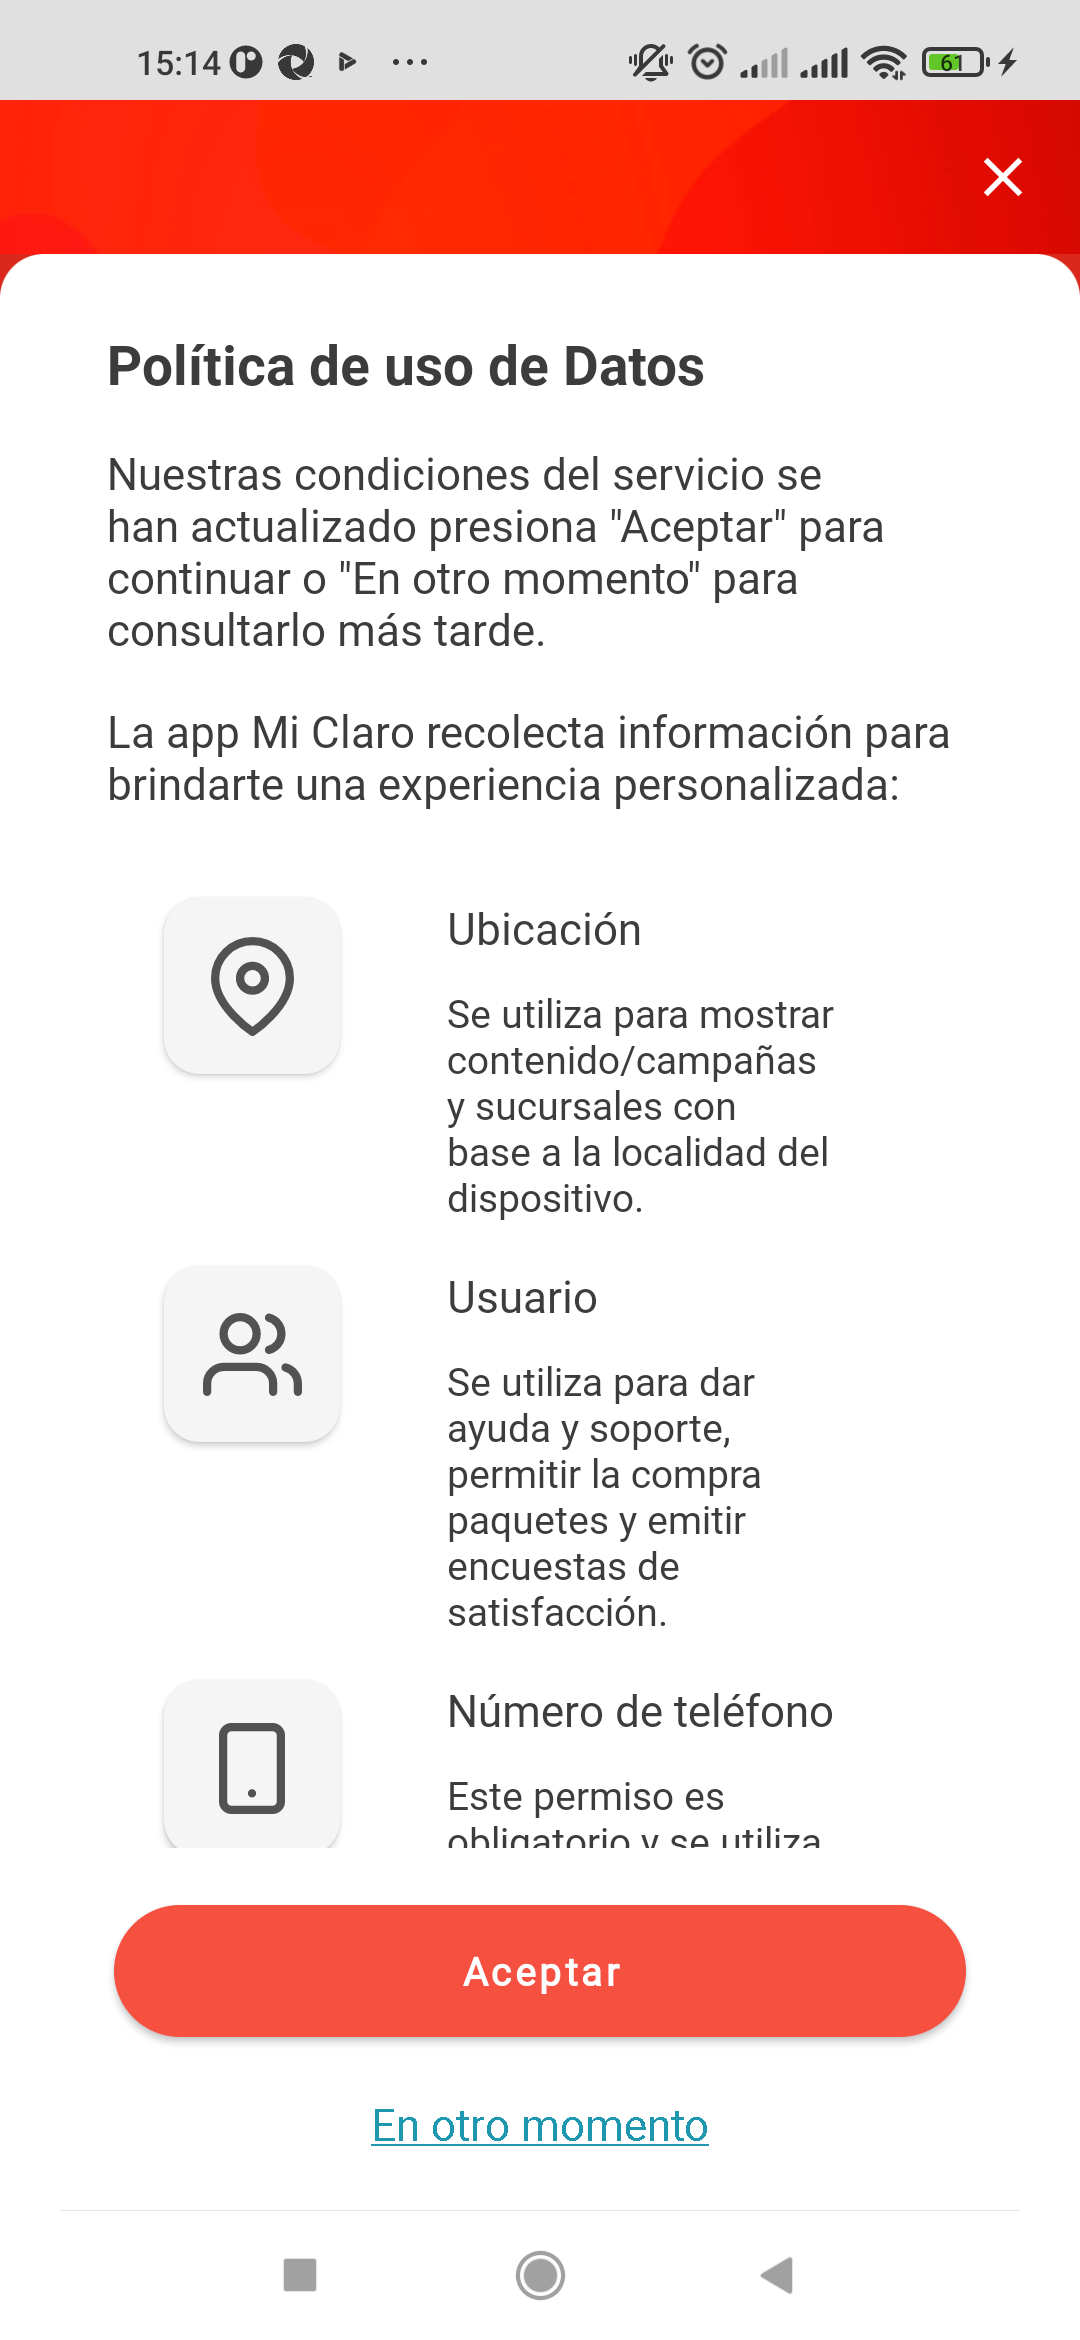 15:14
61
Política de uso de Datos
Nuestras condiciones del servicio se
han actualizado presiona "Aceptar" para
continuar o "En otro momento" para
consultarlo más tarde.
La app Mi Claro recolecta información para
brindarte una experiencia personalizada:
Ubicación
Se utiliza para mostrar
contenido/campañas
y sucursales con
base a la localidad del
dispositivo.
Usuario
Se utiliza para dar
ayuda y soporte,
permitir la compra
paquetes y emitir
encuestas de
satisfacción.
Número de teléfono
Este permiso es
obligatorio y se utiliza
Aceptar
En otro momento